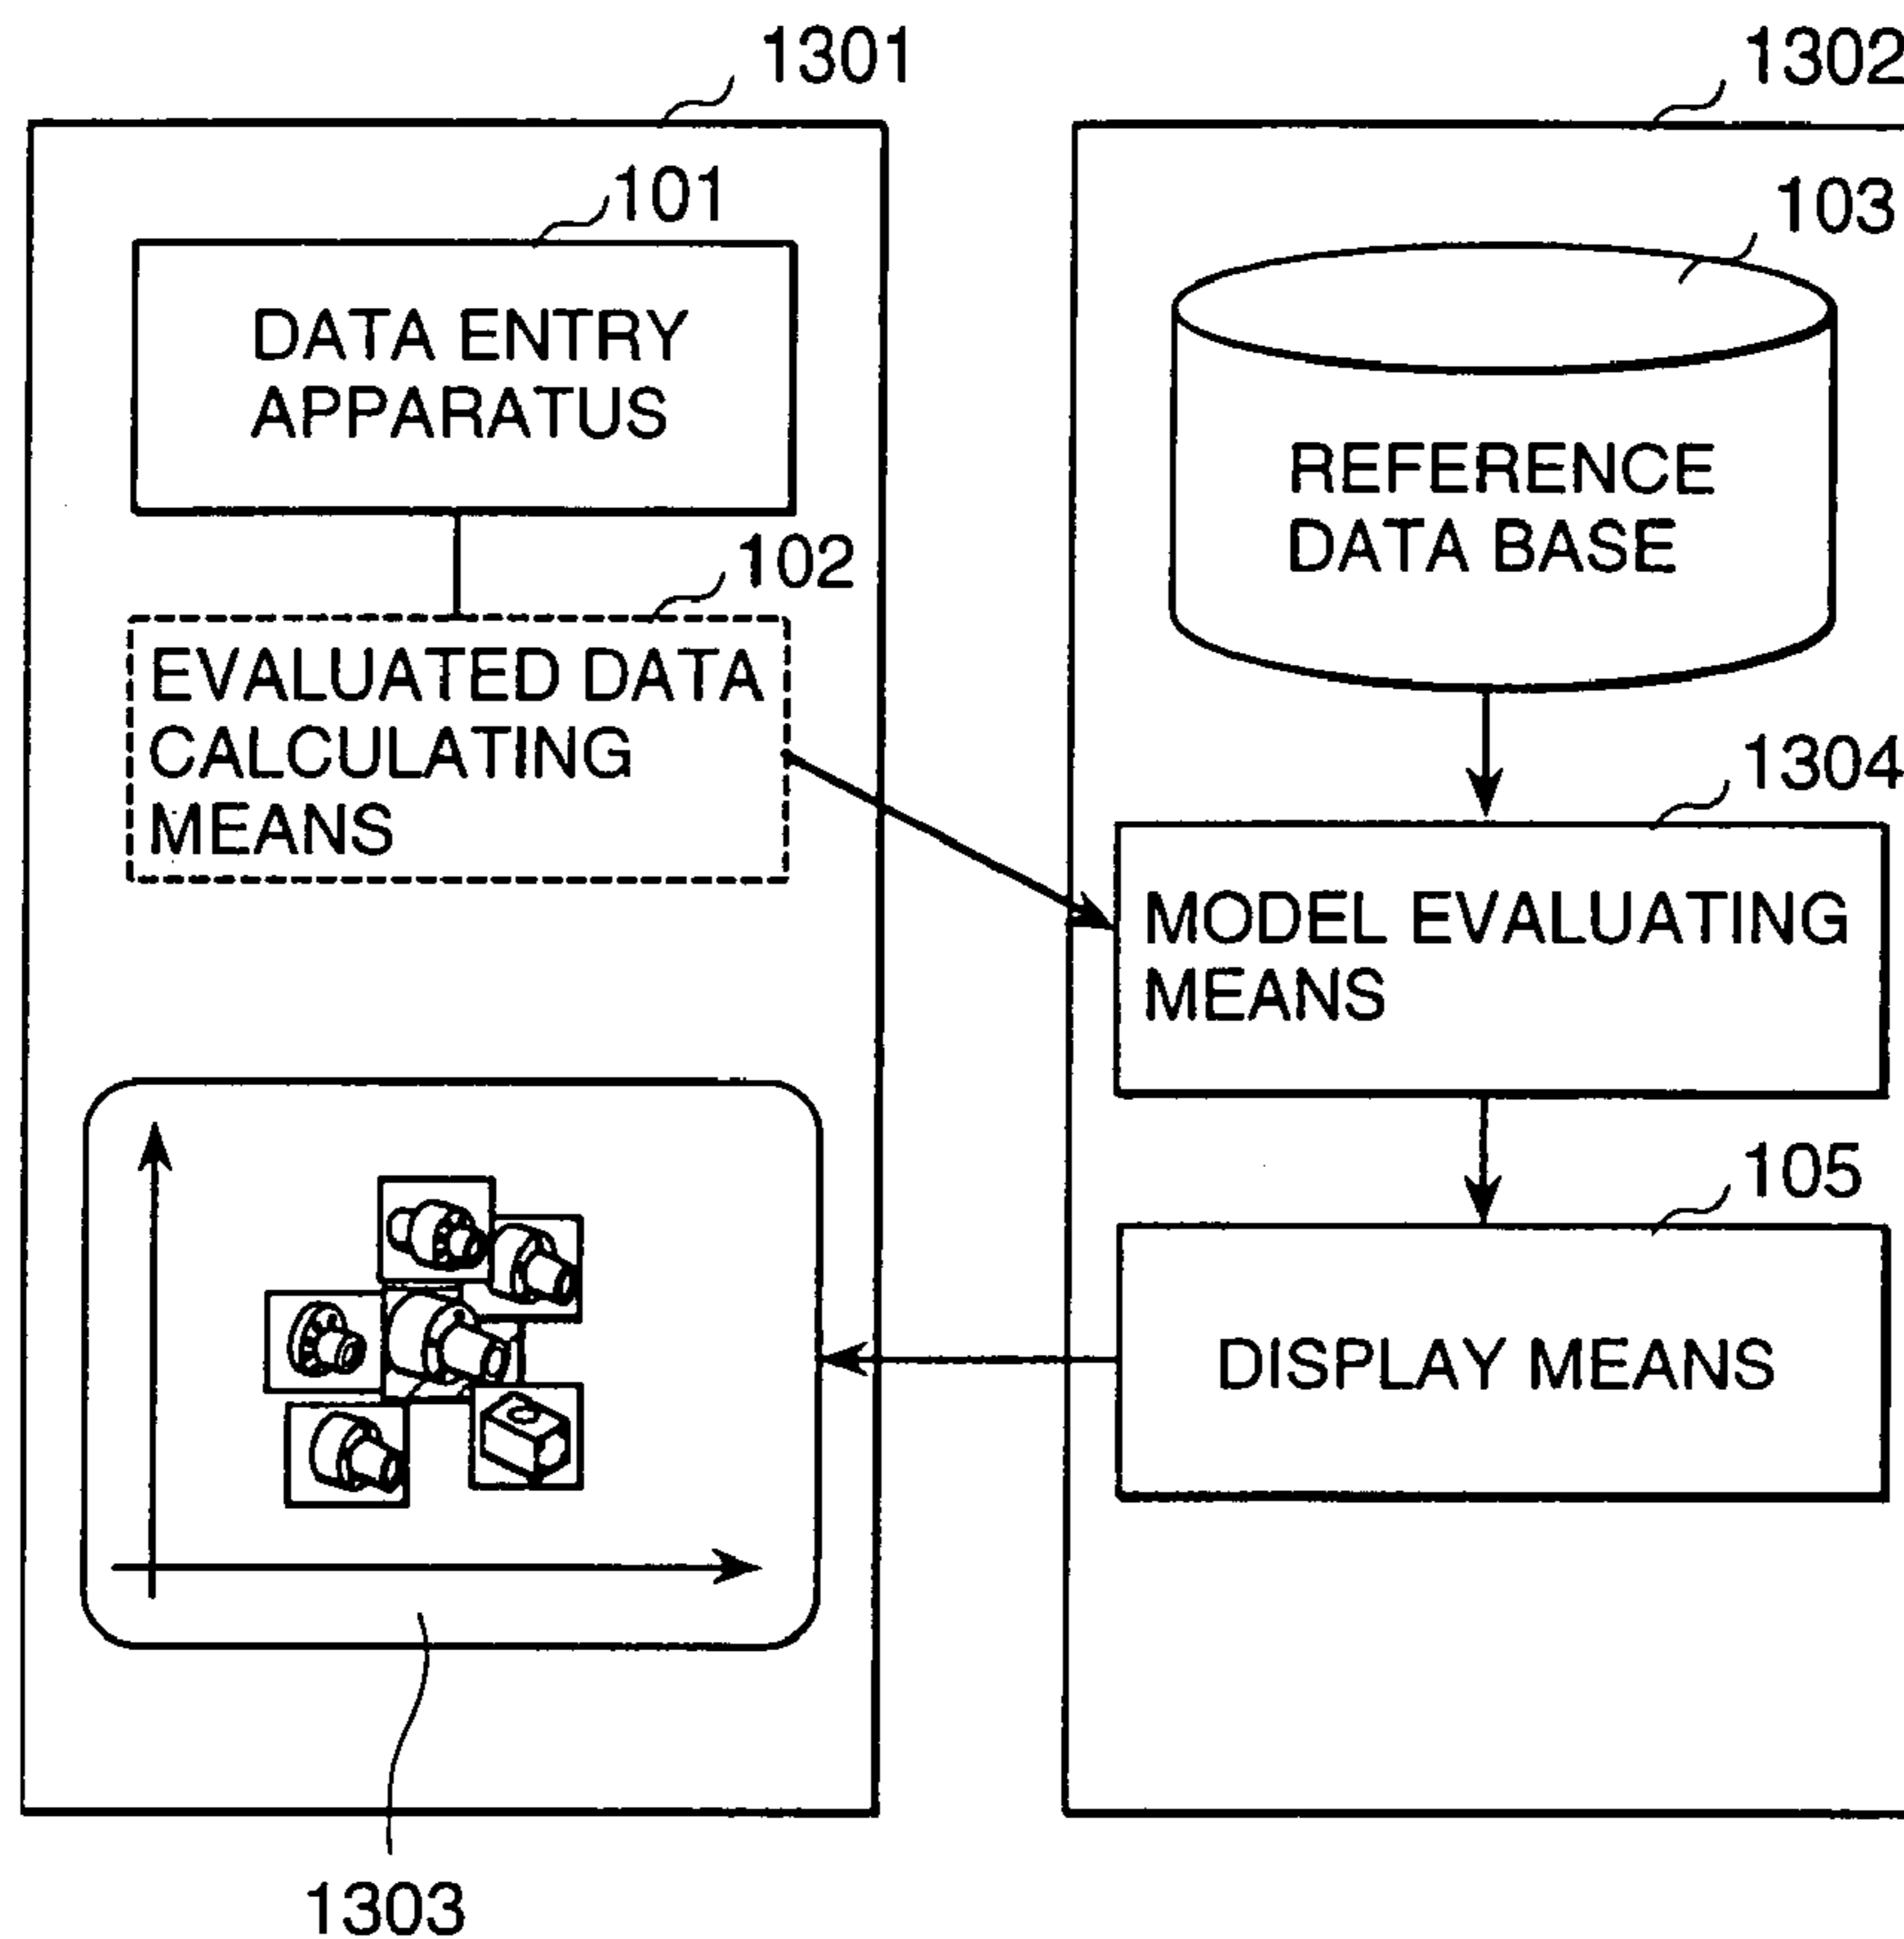 1301
101
DATA ENTRY
APPARATUS
102
EVALUATED DATA
CALCULATING
MEANS
1303
1302
103
REFERENCE
DATA BASE
1304
MODEL EVALUATING
MEANS
105
DISPLAY MEANS